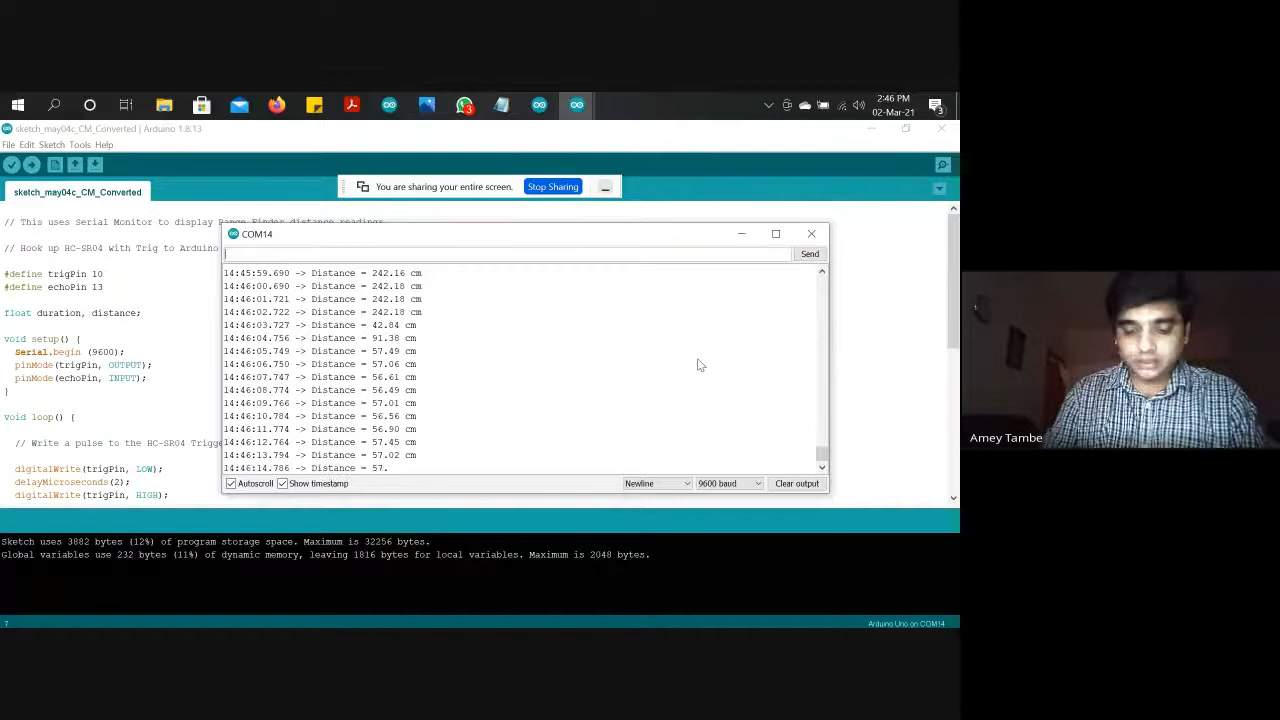 3
2:46 PM
02-Mar-21
3
sketch_may04c_CM_Converted | Arduino 1.8.13
File Edit Sketch Tools Help
sketch_may04c_CM_Converted
You are sharing your entire screen. Stop Sharing
// This uses Serial Monitor to display Range Finder distance readings
// Hook up HC-SR04 with Trig to Arduino
#define trigPin 10
#define echoPin 13
float duration, distance;
void setup() {
Serial.begin (9600);
pinMode(trigPin, OUTPUT);
pinMode(echoPin, INPUT);
}
void loop() {
// Write a pulse to the HC-SR04 Trigge
digitalWrite(trigPin, LOW);
delayMicroseconds(2);
digitalWrite(trigPin, HIGH);
COM14
Send
14:45:59.690 -> Distance = 242.16 cm
14:46:00.690 -> Distance = 242.18 cm
14:46:01.721 -> Distance = 242.18 cm
14:46:02.722 -> Distance = 242.18 cm
14:46:03.727 -> Distance = 42.84 cm
14:46:04.756 -> Distance = 91.38 cm
14:46:05.749 -> Distance = 57.49 cm
14:46:06.750 -> Distance = 57.06 cm
14:46:07.747 -> Distance = 56.61 cm
14:46:08.774 -> Distance = 56.49 cm
14:46:09.766 -> Distance = 57.01 cm
14:46:10.784 -> Distance = 56.56 cm
14:46:11.774 -> Distance = 56.90 cm
14:46:12.764 -> Distance = 57.45 cm
14:46:13.794 -> Distance = 57.02 cm
14:46:14.786 -> Distance = 57.
Autoscroll Show timestamp Newline 9600 baud Clear output
Sketch uses 3882 bytes (12%) of program storage space. Maximum is 32256 bytes.
Global variables use 232 bytes (11%) of dynamic memory, leaving 1816 bytes for local variables. Maximum is 2048 bytes.
7 Arduino Uno on COM14
Amey Tambe